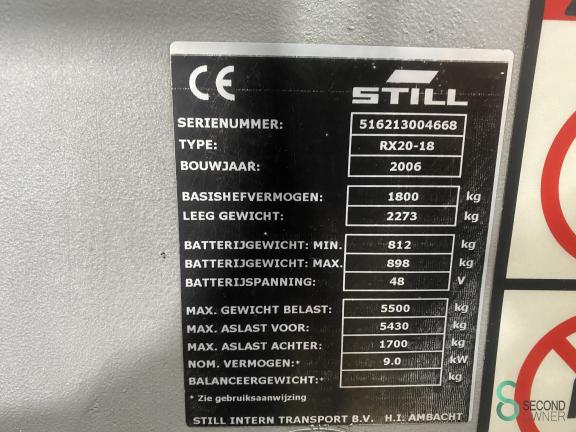 CE STILL
SERIENUMMER: 516213004668
TYPE: RX20-18
BOUWJAAR: 2006
BASISHEFVERMOGEN: 1800 kg
LEEG GEWICHT: 2273 kg
BATTERIJGEWICHT: MIN. 812 kg
BATTERIJGEWICHT: MAX. 898 kg
BATTERIJSPANNING: 48 V
MAX. GEWICHT BELAST: 5500 kg
MAX. ASLAST VOOR: 5430 kg
MAX. ASLAST ACHTER: 1700 kg
NOM. VERMOGEN:* 9.0 kW
BALANCEERGEWICHT:* kg
* Zie gebruiksaanwijzing
STILL INTERN TRANSPORT B.V. H.I. AMBACHT
SECOND
OWNER